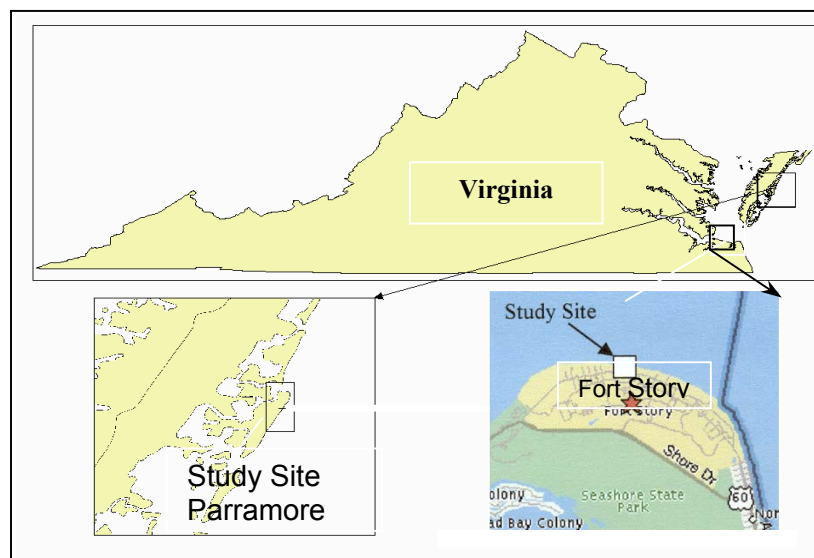 Virginia
Study Site
Fort Story
Fort Story
Shore Dr
Seashore State
Park
60
olony
ad Bay Colony
Nor
A
Study Site
Parramore